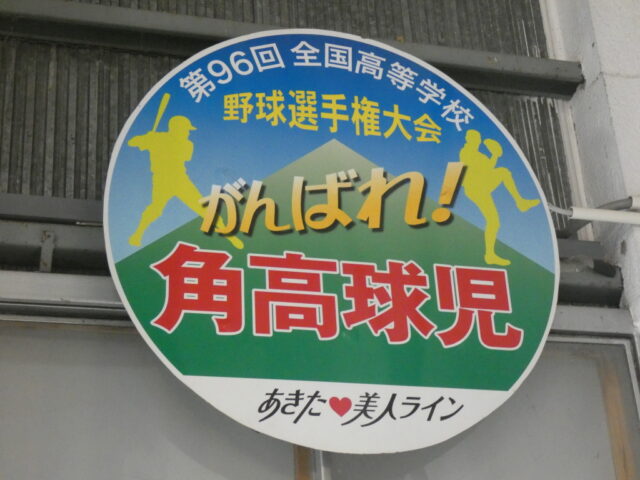 第96回 全国高等学校
野球選手権大会
がんばれ!
角高球児
あきた♥美人ライン